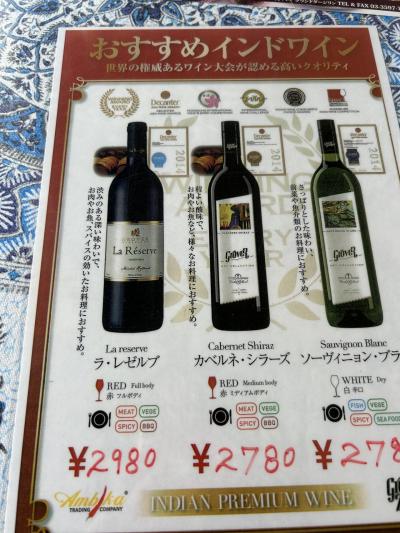 TEL & FAX 03-3597-
おすすめインドワイン
世界の権威あるワイン大会が認める高いクオリティ
Decanter
Decanter
2014
2014
2014
渋みのある深い味わいで、
お肉やお魚、スパイスの効いたお料理におすすめ。
程よい酸味で、
お肉やお魚など、様々なお料理におすすめ。
さっぱりとした味わい、
前菜や魚介類のお料理におすすめ。
La Réserve
GROVER
GROVER
La reserve
ラ・レゼルブ
RED Full body
赤 フルボディ
MEAT VEGE
SPICY BBQ
¥2980
Cabernet Shiraz
カベルネ・シラーズ
RED Medium body
赤 ミディアムボディ
MEAT VEGE
SPICY BBQ
¥2780
Sauvignon Blanc
ソーヴィニョン・ブラ
WHITE Dry
白 辛口
FISH VEGE
SPICY SEAFOO
¥278
Ambika
TRADING COMPANY
INDIAN PREMIUM WINE